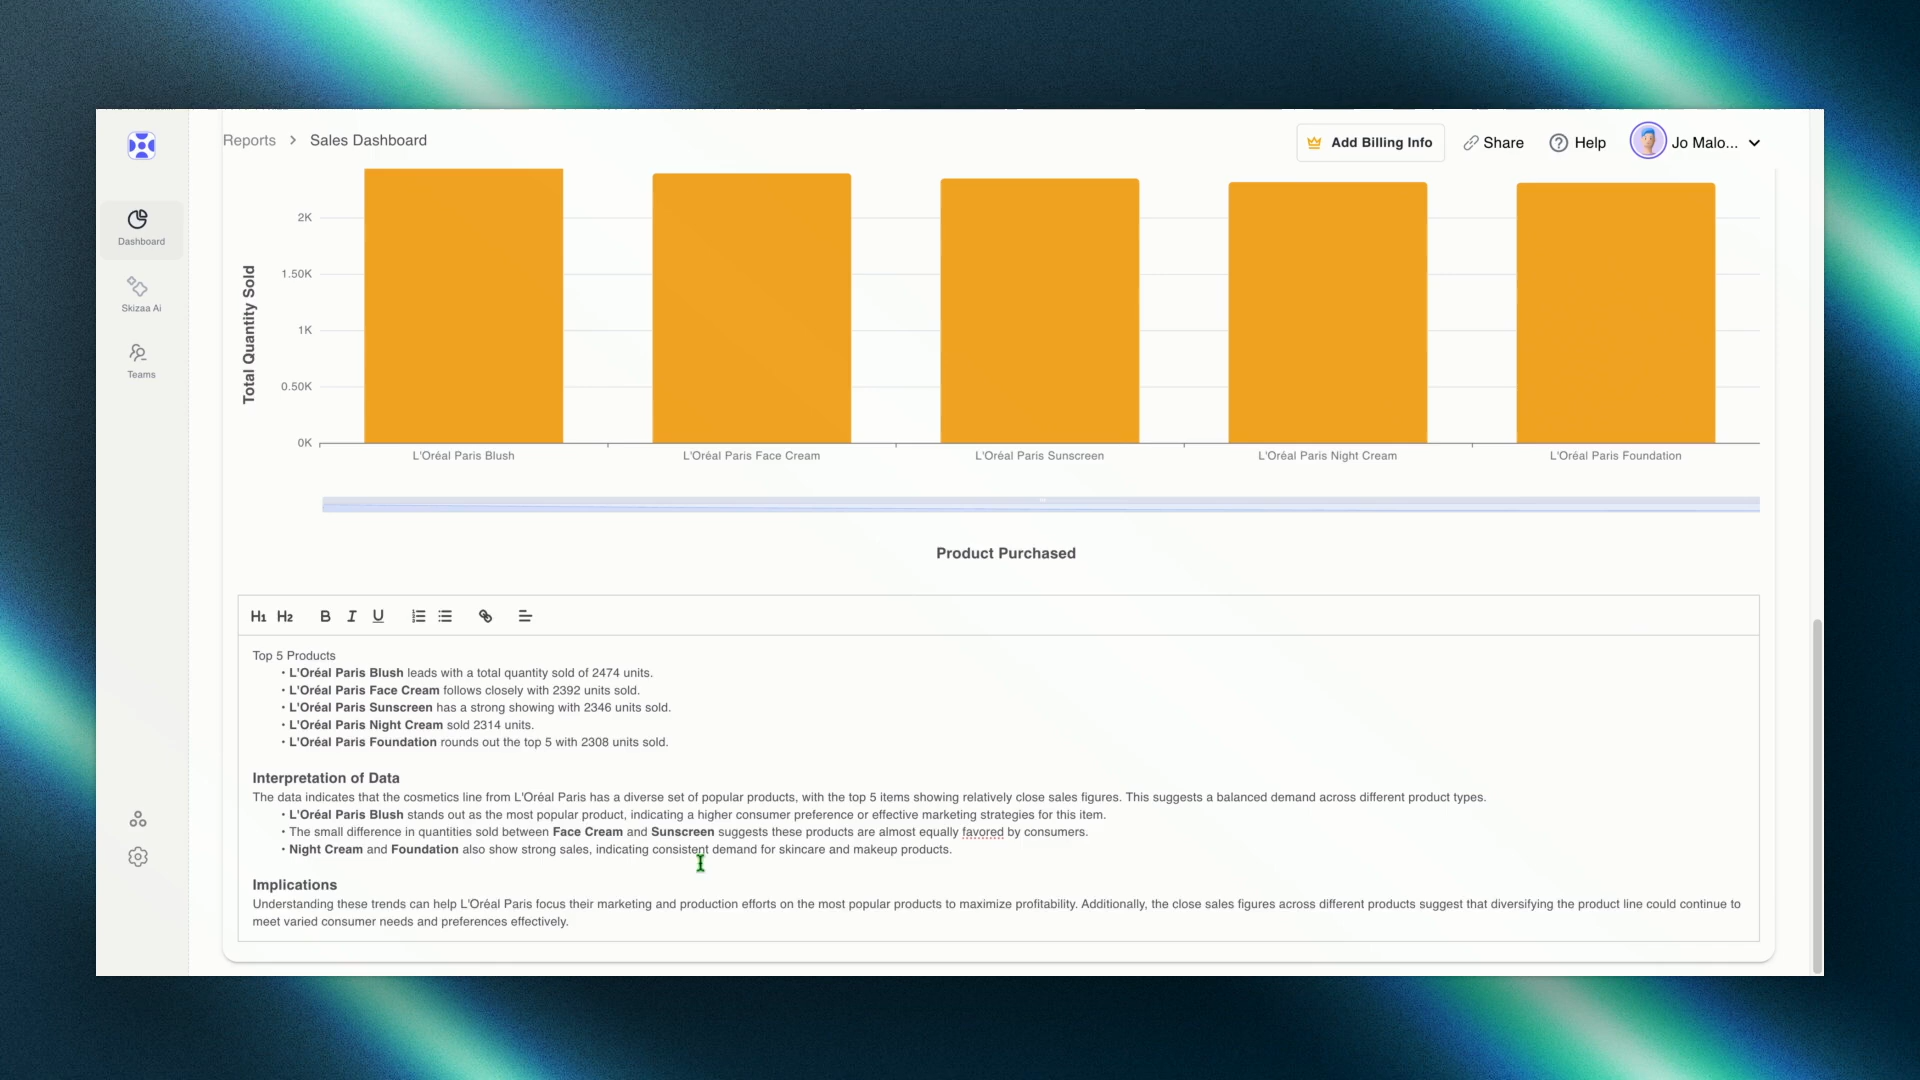 Reports > Sales Dashboard
Add Billing Info
Share
Help
Jo Malo...
Dashboard
Skizaa Ai
Teams
Total Quantity Sold
2K
1.50K
1K
0.50K
0K
L'Oréal Paris Blush
L'Oréal Paris Face Cream
L'Oréal Paris Sunscreen
L'Oréal Paris Night Cream
L'Oréal Paris Foundation
Product Purchased
H1 H2 B I U
Top 5 Products
• L'Oréal Paris Blush leads with a total quantity sold of 2474 units.
• L'Oréal Paris Face Cream follows closely with 2392 units sold.
• L'Oréal Paris Sunscreen has a strong showing with 2346 units sold.
• L'Oréal Paris Night Cream sold 2314 units.
• L'Oréal Paris Foundation rounds out the top 5 with 2308 units sold.
Interpretation of Data
The data indicates that the cosmetics line from L'Oréal Paris has a diverse set of popular products, with the top 5 items showing relatively close sales figures. This suggests a balanced demand across different product types.
• L'Oréal Paris Blush stands out as the most popular product, indicating a higher consumer preference or effective marketing strategies for this item.
• The small difference in quantities sold between Face Cream and Sunscreen suggests these products are almost equally favored by consumers.
• Night Cream and Foundation also show strong sales, indicating consistent demand for skincare and makeup products.
Implications
Understanding these trends can help L'Oréal Paris focus their marketing and production efforts on the most popular products to maximize profitability. Additionally, the close sales figures across different products suggest that diversifying the product line could continue to
meet varied consumer needs and preferences effectively.